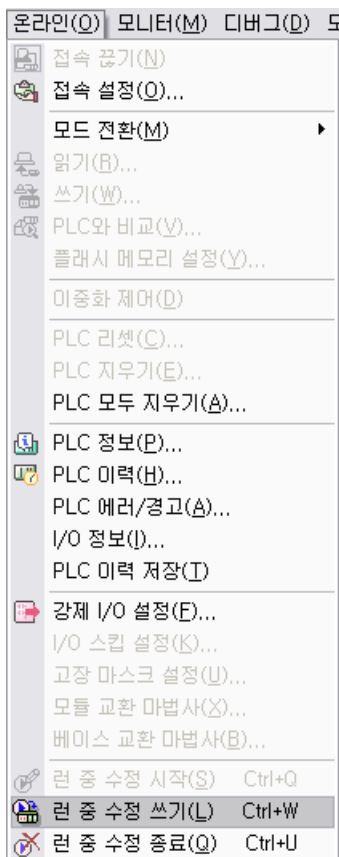 온라인(O) 모니터(M) 디버그(D) 도
접속 끊기(N)
접속 설정(O)...
모드 전환(M)
읽기(R)...
쓰기(W)...
PLC와 비교(V)...
플래시 메모리 설정(Y)...
이중화 제어(D)
PLC 리셋(C)...
PLC 지우기(E)...
PLC 모두 지우기(A)...
PLC 정보(P)...
PLC 이력(H)...
PLC 에러/경고(A)...
I/O 정보(I)...
PLC 이력 저장(T)
강제 I/O 설정(F)...
I/O 스킵 설정(K)...
고장 마스크 설정(U)...
모듈 교환 마법사(X)...
베이스 교환 마법사(B)...
런 중 수정 시작(S) Ctrl+Q
런 중 수정 쓰기(L) Ctrl+W
런 중 수정 종료(Q) Ctrl+U